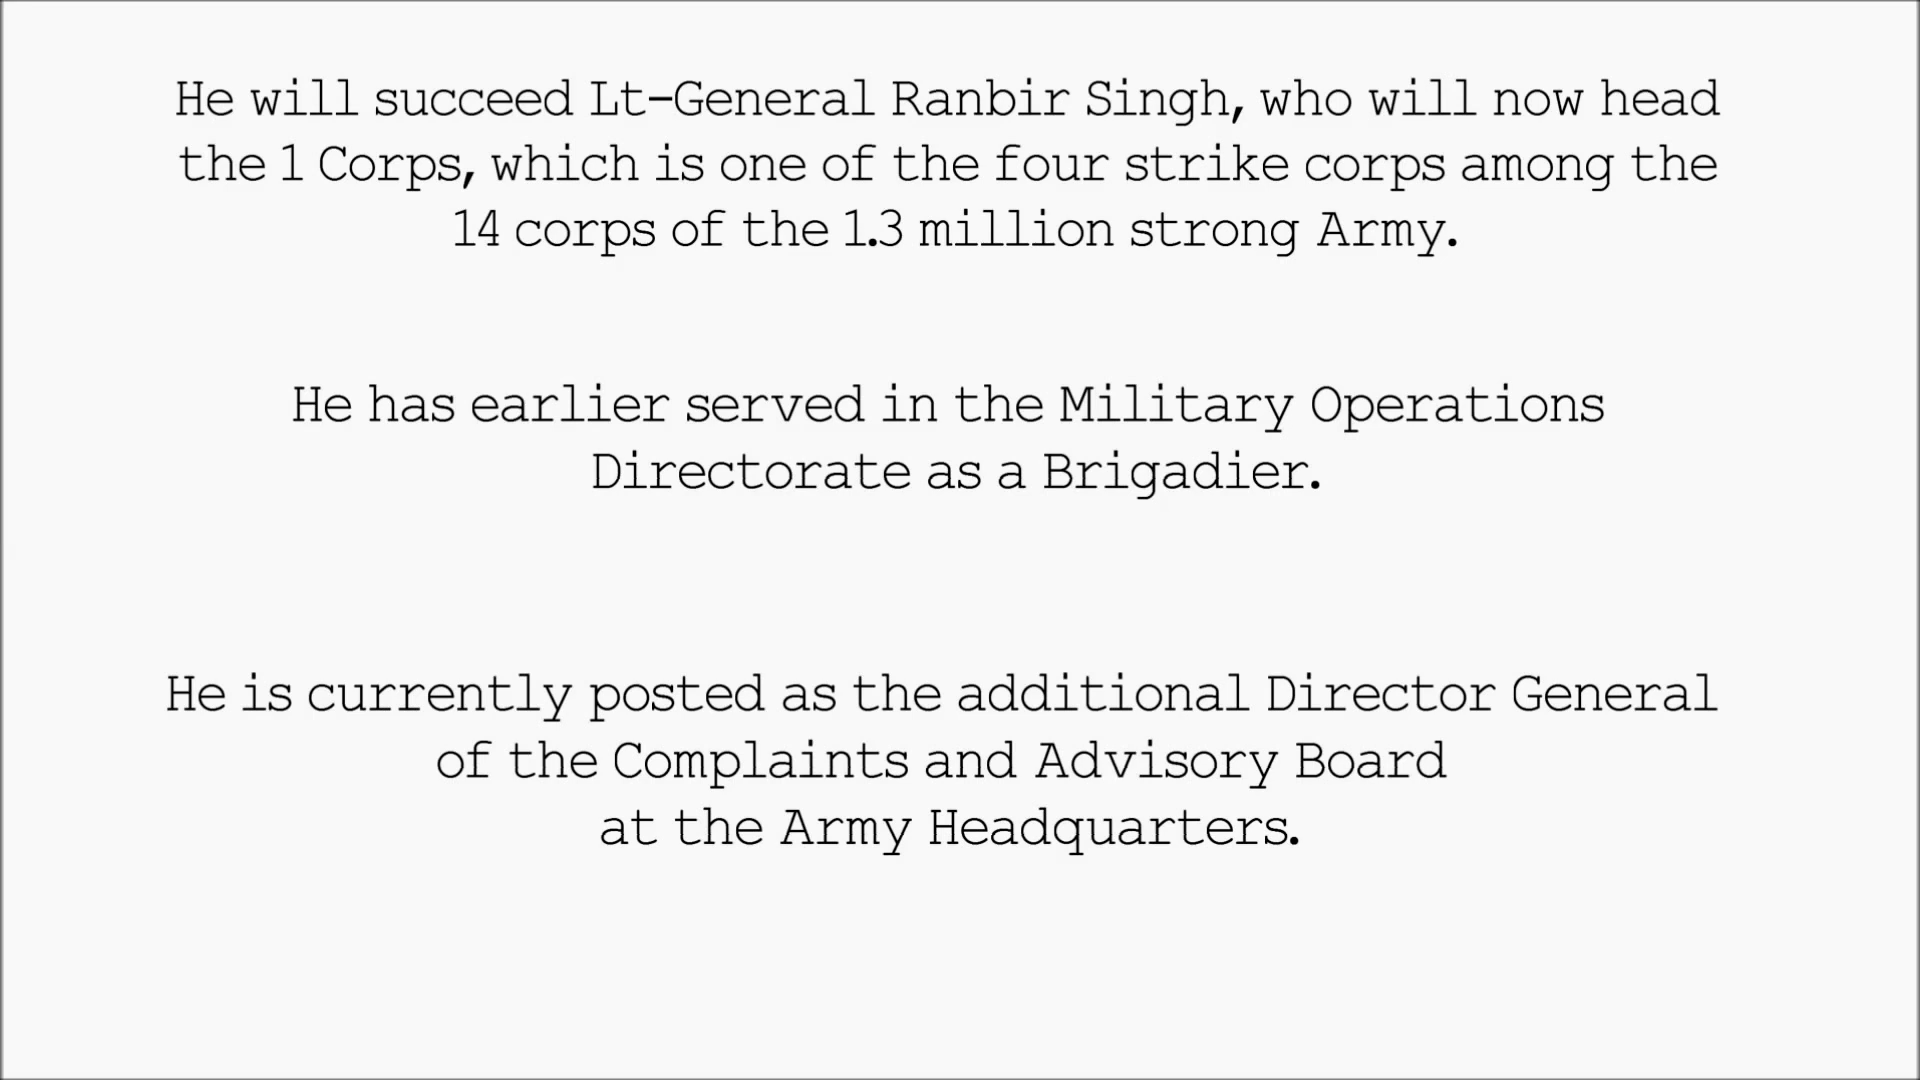 He will succeed Lt-General Ranbir Singh, who will now head
the 1 Corps, which is one of the four strike corps among the
14 corps of the 1.3 million strong Army.
He has earlier served in the Military Operations
Directorate as a Brigadier.
He is currently posted as the additional Director General
of the Complaints and Advisory Board
at the Army Headquarters.